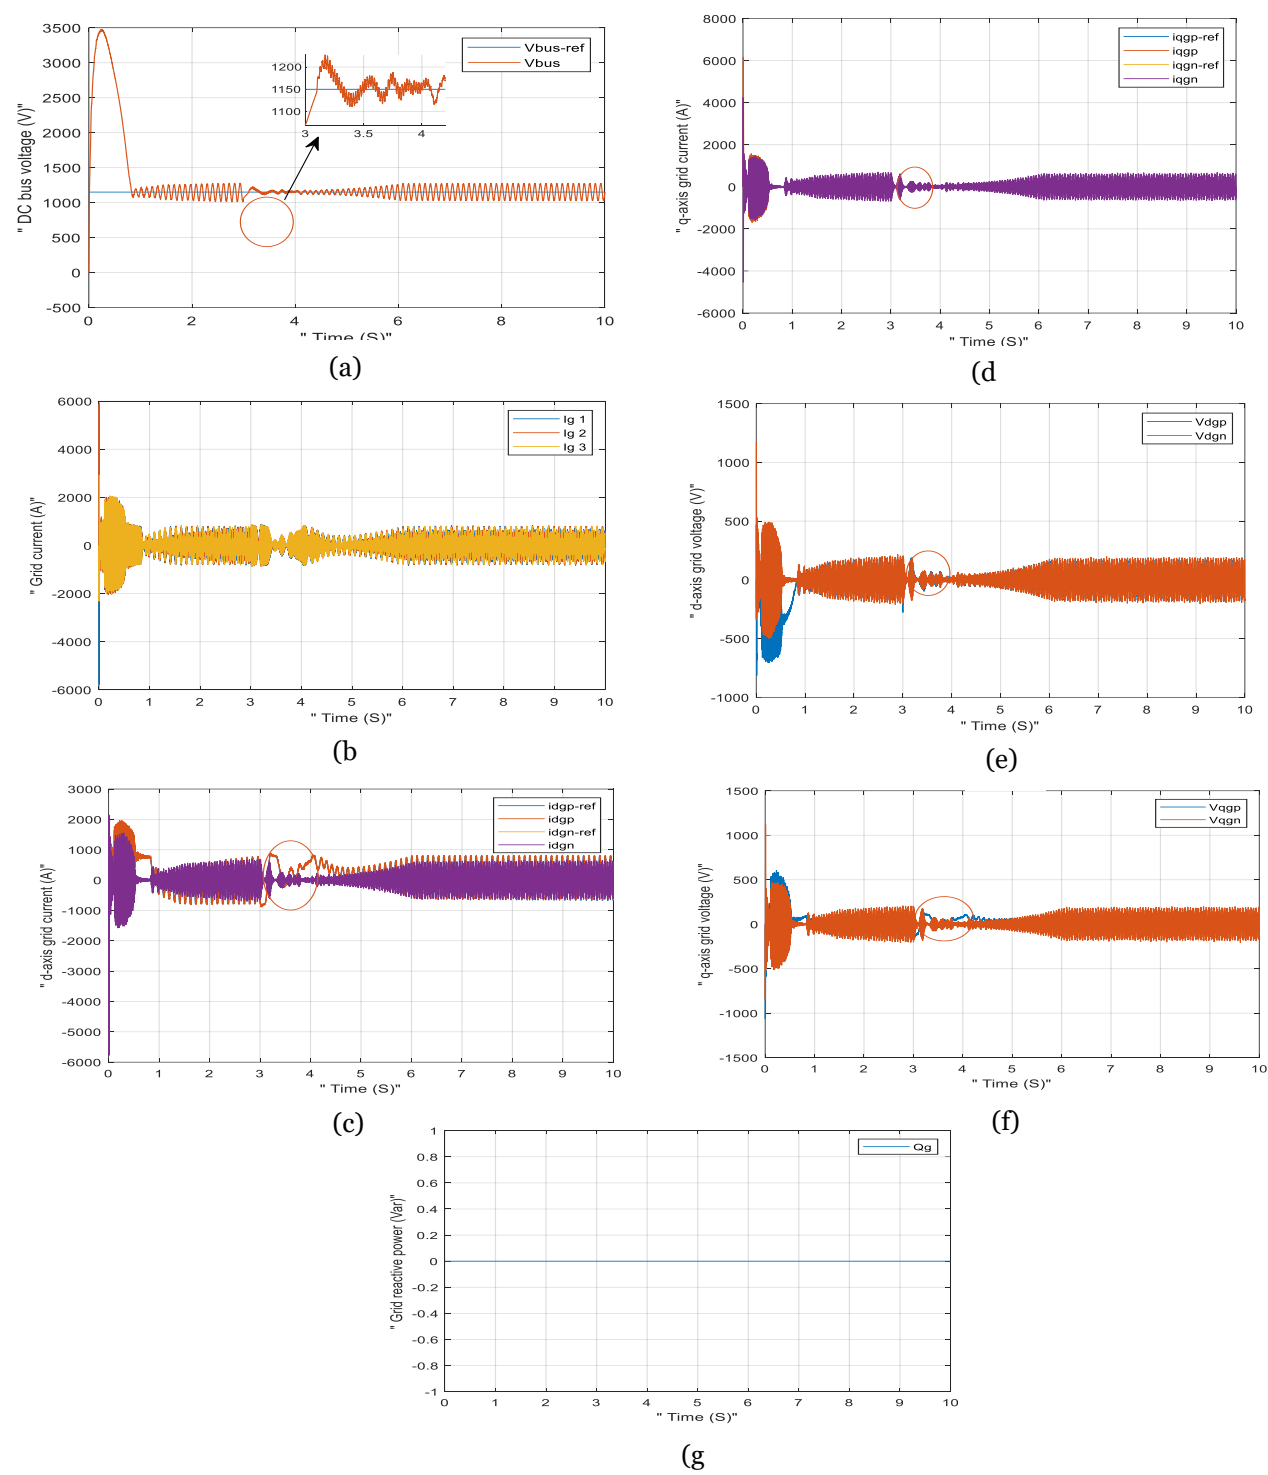 3500
3000
2500
2000
1500
1000
500
0
-500
0 2 4 6 8 10
" DC bus voltage (V)"
" Time (S)"
Vbus-ref
Vbus
1200
1150
1100
3 3.5 4
(a)
8000
6000
4000
2000
0
-2000
-4000
-6000
0 1 2 3 4 5 6 7 8 9 10
" q-axis grid current (A)"
" Time (S)"
iqgp-ref
iqgp
iqgn-ref
iqgn
(d
6000
4000
2000
0
-2000
-4000
-6000
0 1 2 3 4 5 6 7 8 9 10
" Grid current (A)"
" Time (S)"
Ig 1
Ig 2
Ig 3
(b)
1500
1000
500
0
-500
-1000
0 1 2 3 4 5 6 7 8 9 10
" d-axis grid voltage (V)"
" Time (S)"
Vdgp
Vdgn
(e)
3000
2000
1000
0
-1000
-2000
-3000
-4000
-5000
-6000
0 1 2 3 4 5 6 7 8 9 10
" d-axis grid current (A)"
" Time (S)"
idgp-ref
idgp
idgn-ref
idgn
(c)
1500
1000
500
0
-500
-1000
-1500
0 1 2 3 4 5 6 7 8 9 10
" q-axis grid voltage (V)"
" Time (S)"
Vqgp
Vqgn
(f)
1
0.8
0.6
0.4
0.2
0
-0.2
-0.4
-0.6
-0.8
-1
0 1 2 3 4 5 6 7 8 9 10
" Grid reactive power (Var)"
" Time (S)"
Qg
(g